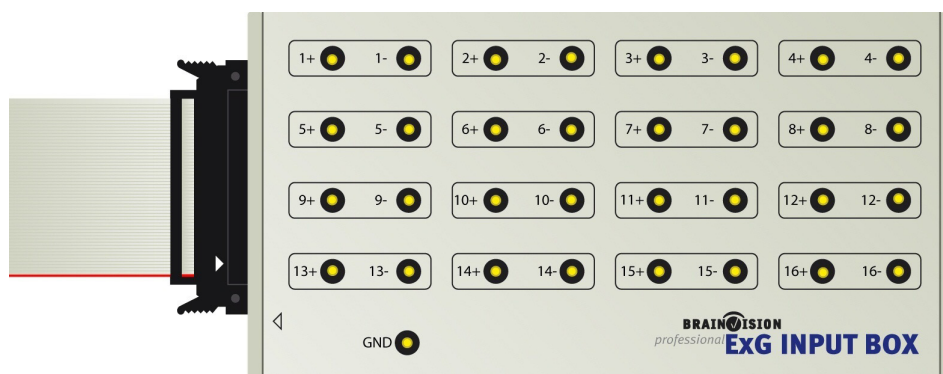 1+ 1- 2+ 2- 3+ 3- 4+ 4-
5+ 5- 6+ 6- 7+ 7- 8+ 8-
9+ 9- 10+ 10- 11+ 11- 12+ 12-
13+ 13- 14+ 14- 15+ 15- 16+ 16-
GND
BRAINVISION
professional ExG INPUT BOX